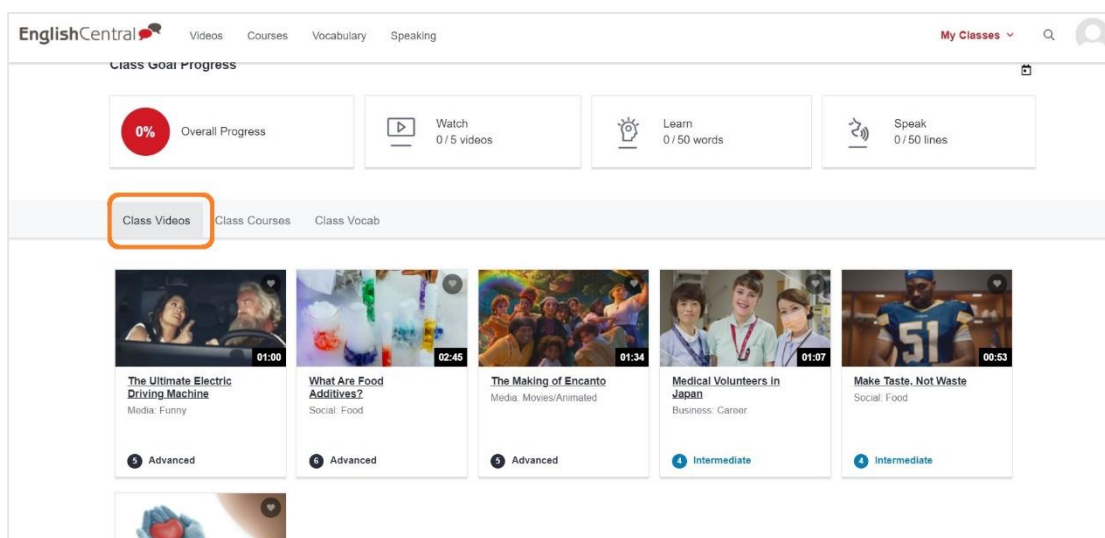 EnglishCentral Videos Courses Vocabulary Speaking My Classes
Class Goal Progress
0% Overall Progress
Watch
0 / 5 videos
Learn
0 / 50 words
Speak
0 / 50 lines
Class Videos Class Courses Class Vocab
01:00
The Ultimate Electric
Driving Machine
Media: Funny
5 Advanced
02:45
What Are Food
Additives?
Social: Food
6 Advanced
01:34
The Making of Encanto
Media: Movies/Animated
5 Advanced
01:07
Medical Volunteers in
Japan
Business: Career
4 Intermediate
51
00:53
Make Taste, Not Waste
Social: Food
4 Intermediate